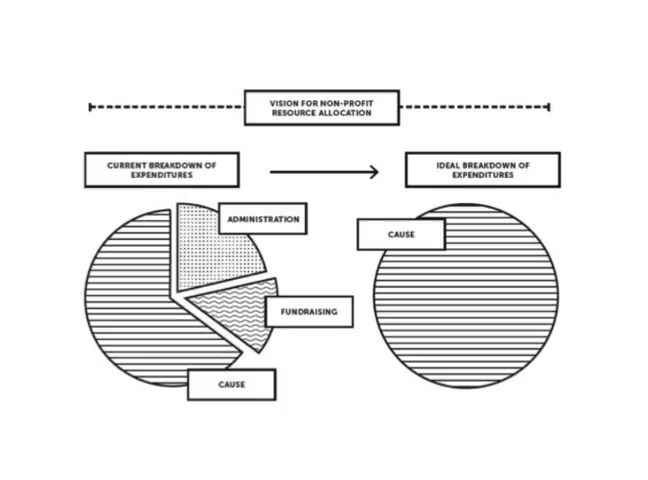 VISION FOR NON-PROFIT
RESOURCE ALLOCATION
CURRENT BREAKDOWN OF
EXPENDITURES
IDEAL BREAKDOWN OF
EXPENDITURES
ADMINISTRATION
FUNDRAISING
CAUSE
CAUSE